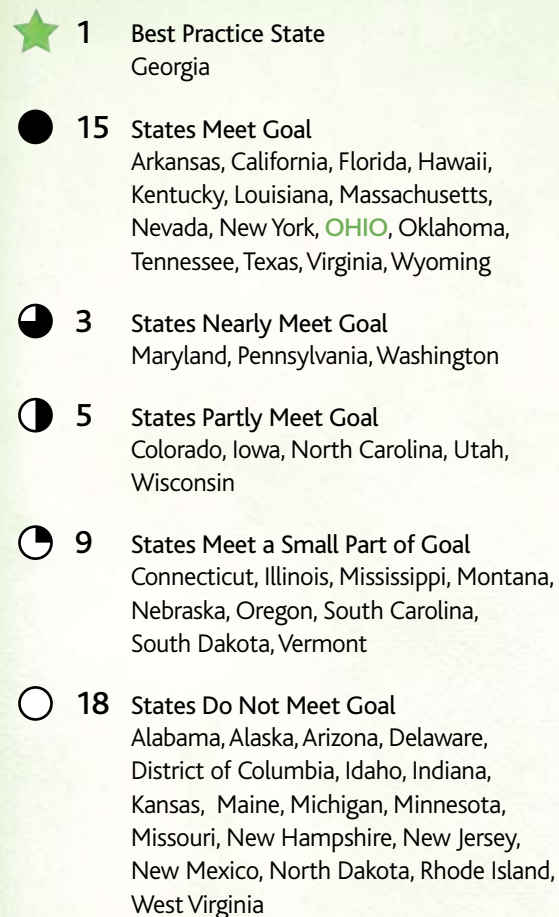 1 Best Practice State
Georgia
15 States Meet Goal
Arkansas, California, Florida, Hawaii,
Kentucky, Louisiana, Massachusetts,
Nevada, New York, OHIO, Oklahoma,
Tennessee, Texas, Virginia, Wyoming
3 States Nearly Meet Goal
Maryland, Pennsylvania, Washington
5 States Partly Meet Goal
Colorado, Iowa, North Carolina, Utah,
Wisconsin
9 States Meet a Small Part of Goal
Connecticut, Illinois, Mississippi, Montana,
Nebraska, Oregon, South Carolina,
South Dakota, Vermont
18 States Do Not Meet Goal
Alabama, Alaska, Arizona, Delaware,
District of Columbia, Idaho, Indiana,
Kansas, Maine, Michigan, Minnesota,
Missouri, New Hampshire, New Jersey,
New Mexico, North Dakota, Rhode Island,
West Virginia